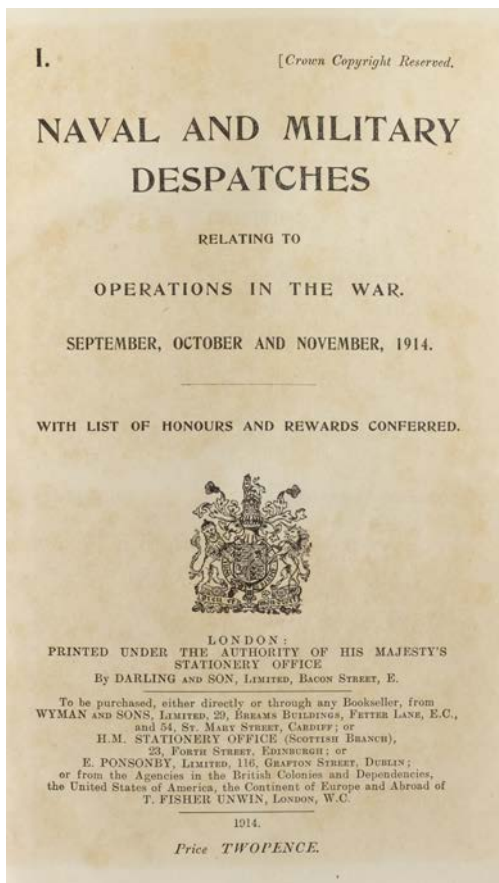 I.
[Crown Copyright Reserved.
NAVAL AND MILITARY
DESPATCHES
RELATING TO
OPERATIONS IN THE WAR.
SEPTEMBER, OCTOBER AND NOVEMBER, 1914.
WITH LIST OF HONOURS AND REWARDS CONFERRED.
LONDON:
PRINTED UNDER THE AUTHORITY OF HIS MAJESTY'S
STATIONERY OFFICE
By DARLING AND SON, LIMITED, BACON STREET, E.
To be purchased, either directly or through any Bookseller, from
WYMAN AND SONS, LIMITED, 29, BREAMS BUILDINGS, FETTER LANE, E.C.,
and 54, ST. MARY STREET, CARDIFF; or
H.M. STATIONERY OFFICE (SCOTTISH BRANCH),
23, FORTH STREET, EDINBURGH; or
E. PONSONBY, LIMITED, 116, GRAFTON STREET, DUBLIN;
or from the Agencies in the British Colonies and Dependencies,
the United States of America, the Continent of Europe and Abroad of
T. FISHER UNWIN, LONDON, W.C.
1914.
Price TWOPENCE.